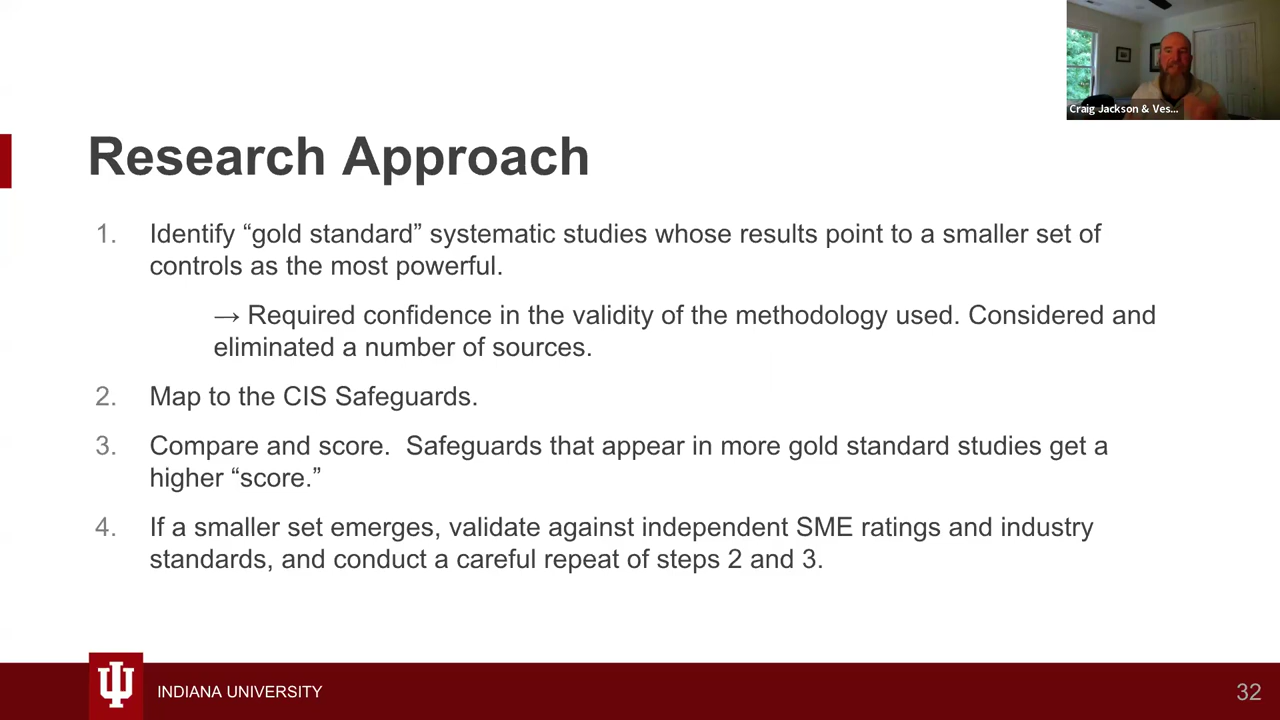 Craig Jackson & Ves...
Research Approach
1. Identify “gold standard” systematic studies whose results point to a smaller set of
controls as the most powerful.
→ Required confidence in the validity of the methodology used. Considered and
eliminated a number of sources.
2. Map to the CIS Safeguards.
3. Compare and score.  Safeguards that appear in more gold standard studies get a
higher “score.”
4. If a smaller set emerges, validate against independent SME ratings and industry
standards, and conduct a careful repeat of steps 2 and 3.
INDIANA UNIVERSITY
32